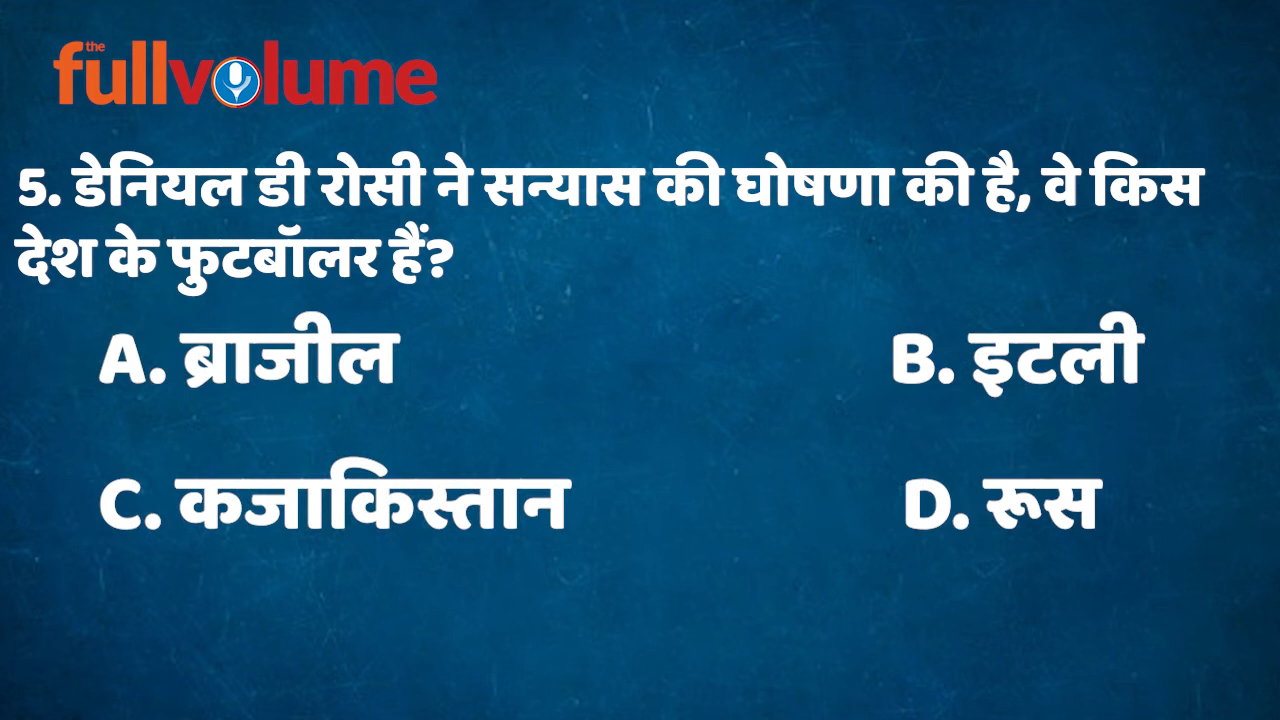 the
fullvolume
5. डेनियल डी रोसी ने सन्यास की घोषणा की है, वे किस
देश के फुटबॉलर हैं?
A. ब्राजील
B. इटली
C. कजाकिस्तान
D. रूस